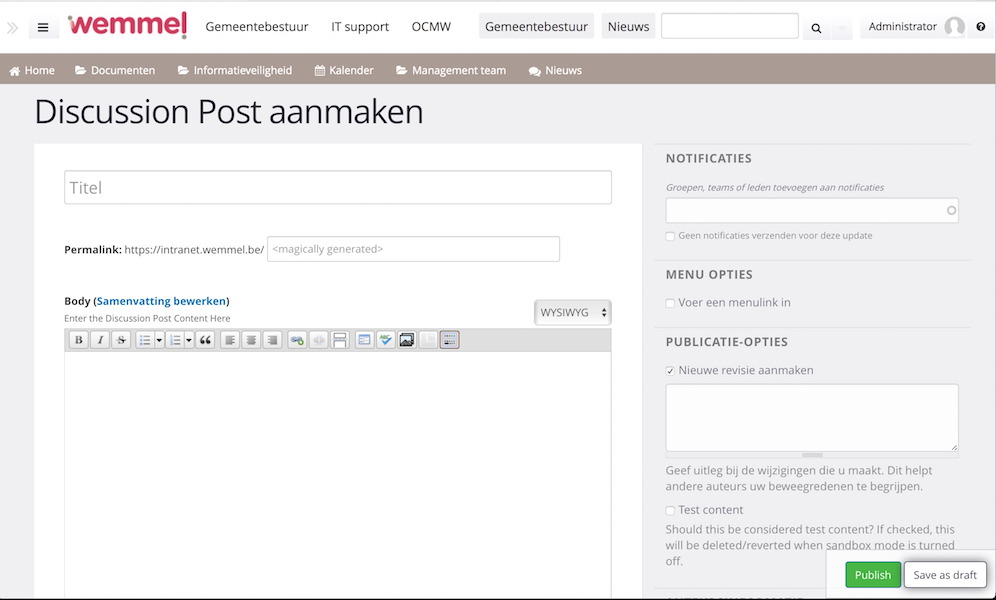 wemmel
Gemeentebestuur IT support OCMW Gemeentebestuur Nieuws Administrator
Home Documenten Informatieveiligheid Kalender Management team Nieuws
Discussion Post aanmaken
Titel
Permalink: https://intranet.wemmel.be/ <magically generated>
Body (Samenvatting bewerken)
Enter the Discussion Post Content Here
WYSIWYG
B I S ABC
NOTIFICATIES
Groepen, teams of leden toevoegen aan notificaties
Geen notificaties verzenden voor deze update
MENU OPTIES
Voer een menulink in
PUBLICATIE-OPTIES
Nieuwe revisie aanmaken
Geef uitleg bij de wijzigingen die u maakt. Dit helpt
andere auteurs uw beweegredenen te begrijpen.
Test content
Should this be considered test content? If checked, this
will be deleted/reverted when sandbox mode is turned
off.
Publish Save as draft